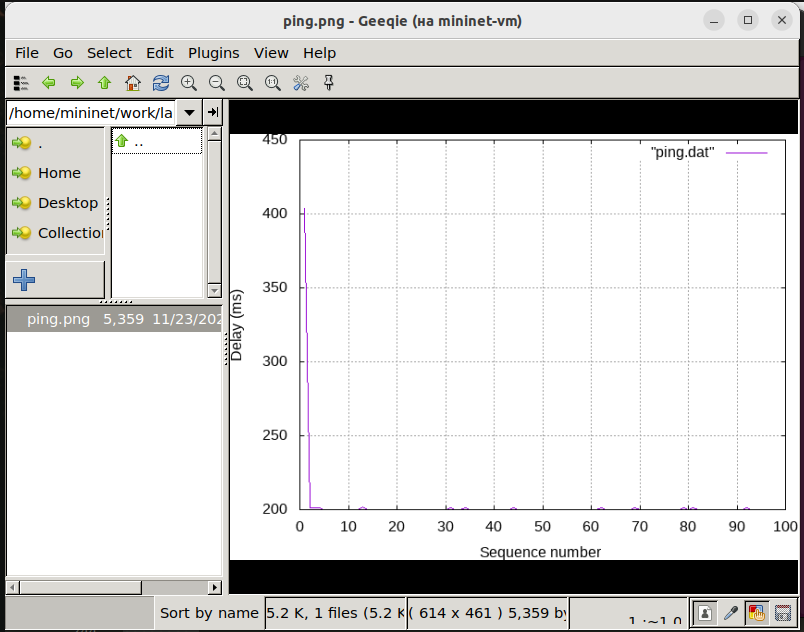 ping.png - Geeqie (на mininet-vm)
File Go Select Edit Plugins View Help
/home/mininet/work/la
.
..
Home
Desktop
Collection
ping.png 5,359 11/23/202
450
400
350
300
250
200
Delay (ms)
"ping.dat"
0 10 20 30 40 50 60 70 80 90 100
Sequence number
Sort by name 5.2 K, 1 files (5.2 K ( 614 x 461 ) 5,359 by 1 :~1.0